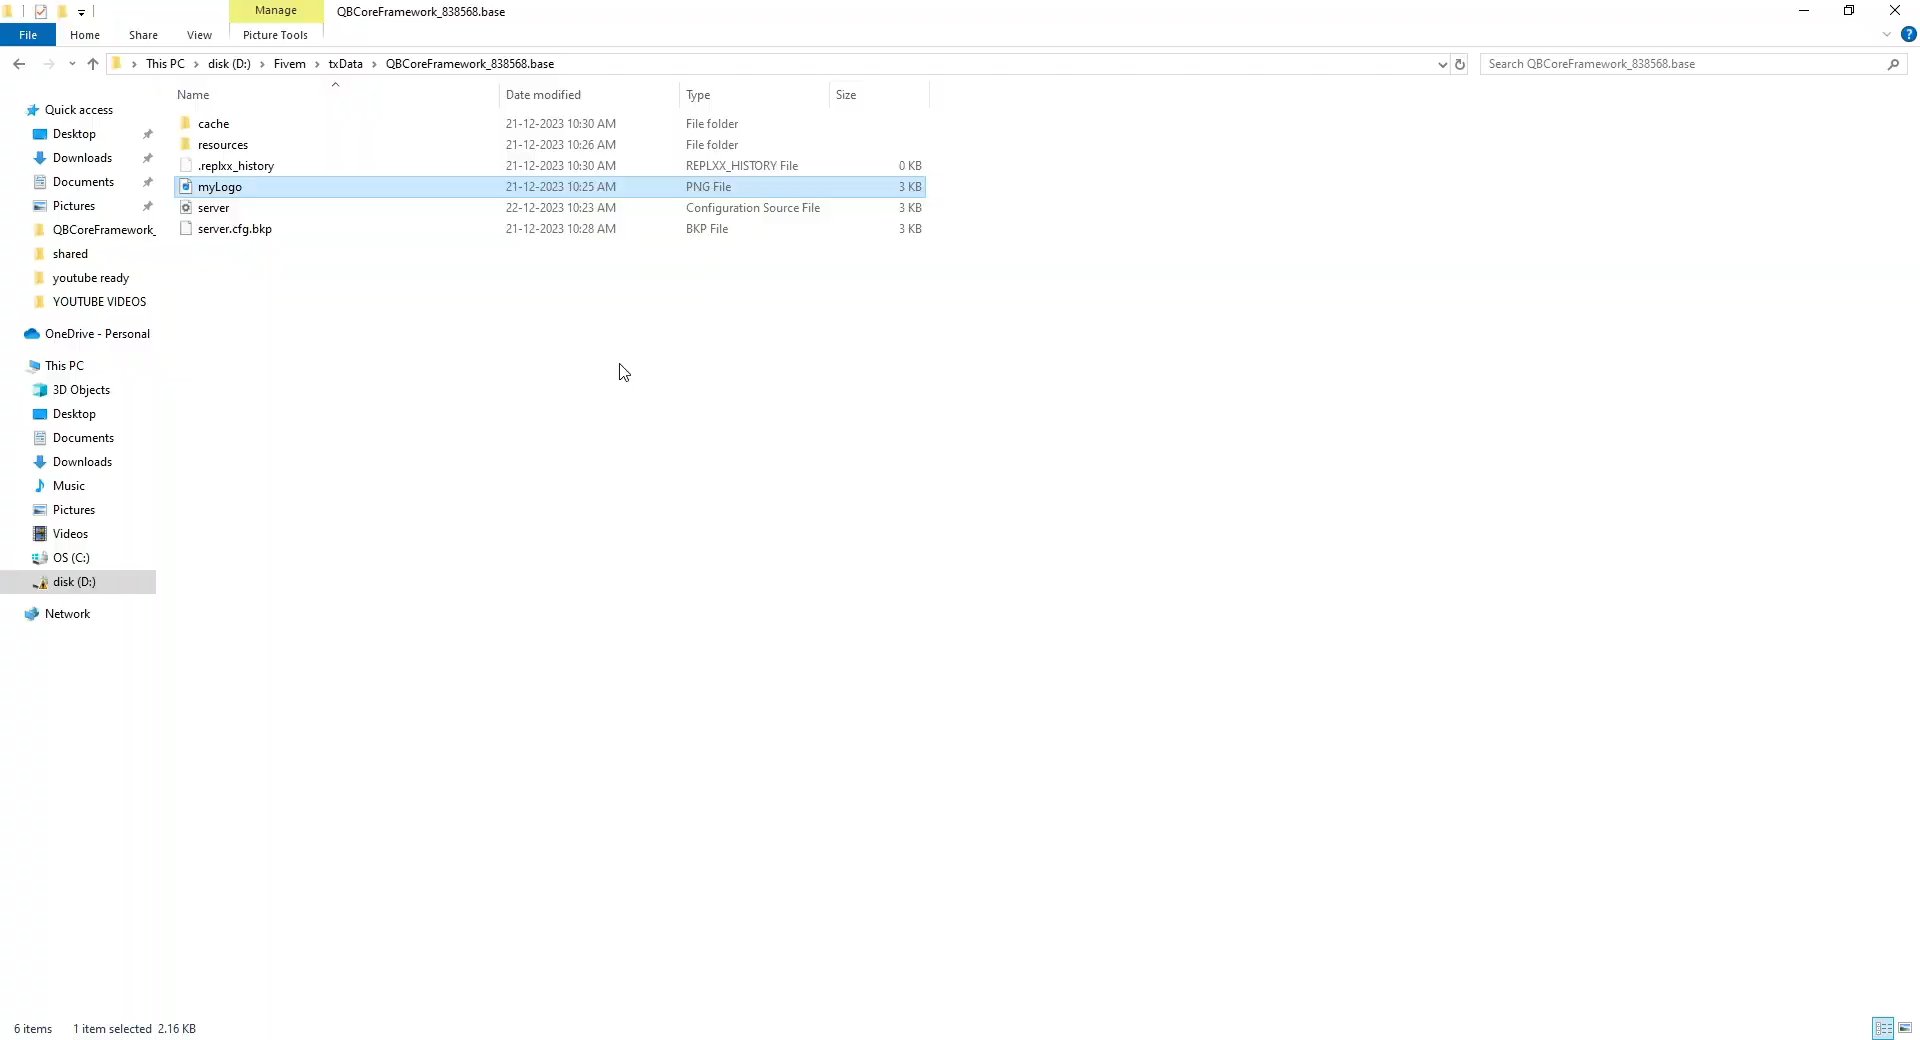 Manage
QBCoreFramework_838568.base
File
Home
Share
View
Picture Tools
?
This PC > disk (D:) > Fivem > txData > QBCoreFramework_838568.base
Search QBCoreFramework_838568.base
Name
Date modified
Type
Size
cache 21-12-2023 10:30 AM File folder
resources 21-12-2023 10:26 AM File folder
.replxx_history 21-12-2023 10:30 AM REPLXX_HISTORY File 0 KB
myLogo 21-12-2023 10:25 AM PNG File 3 KB
server 22-12-2023 10:23 AM Configuration Source File 3 KB
server.cfg.bkp 21-12-2023 10:28 AM BKP File 3 KB
Quick access
Desktop
Downloads
Documents
Pictures
QBCoreFramework_
shared
youtube ready
YOUTUBE VIDEOS
OneDrive - Personal
This PC
3D Objects
Desktop
Documents
Downloads
Music
Pictures
Videos
OS (C:)
disk (D:)
Network
6 items
1 item selected 2.16 KB